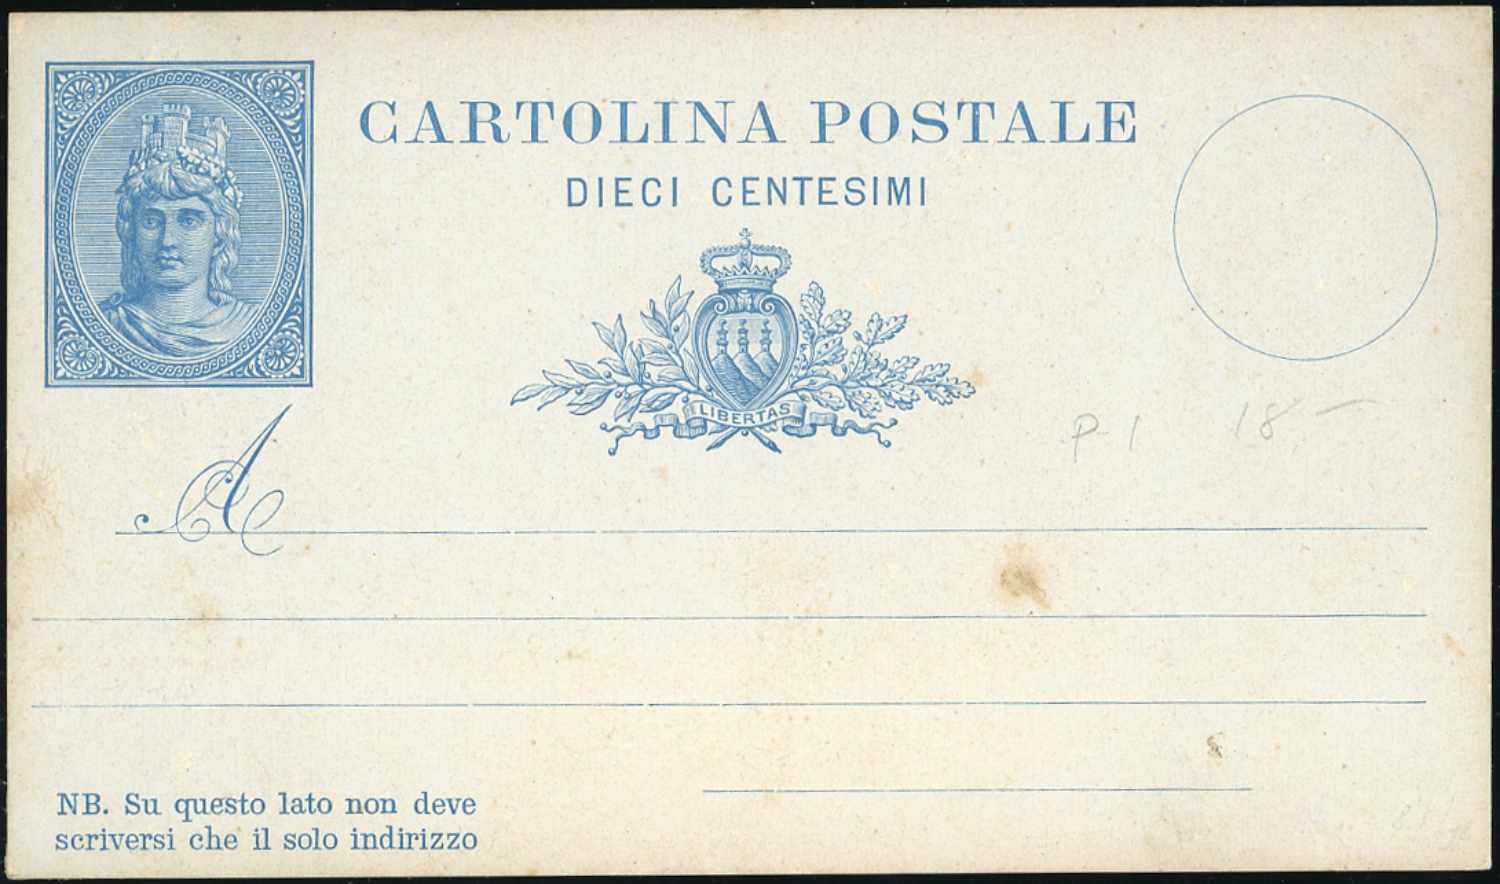 CARTOLINA POSTALE
DIECI CENTESIMI
LIBERTAS
P 1 18.-
A
NB. Su questo lato non deve
scriversi che il solo indirizzo